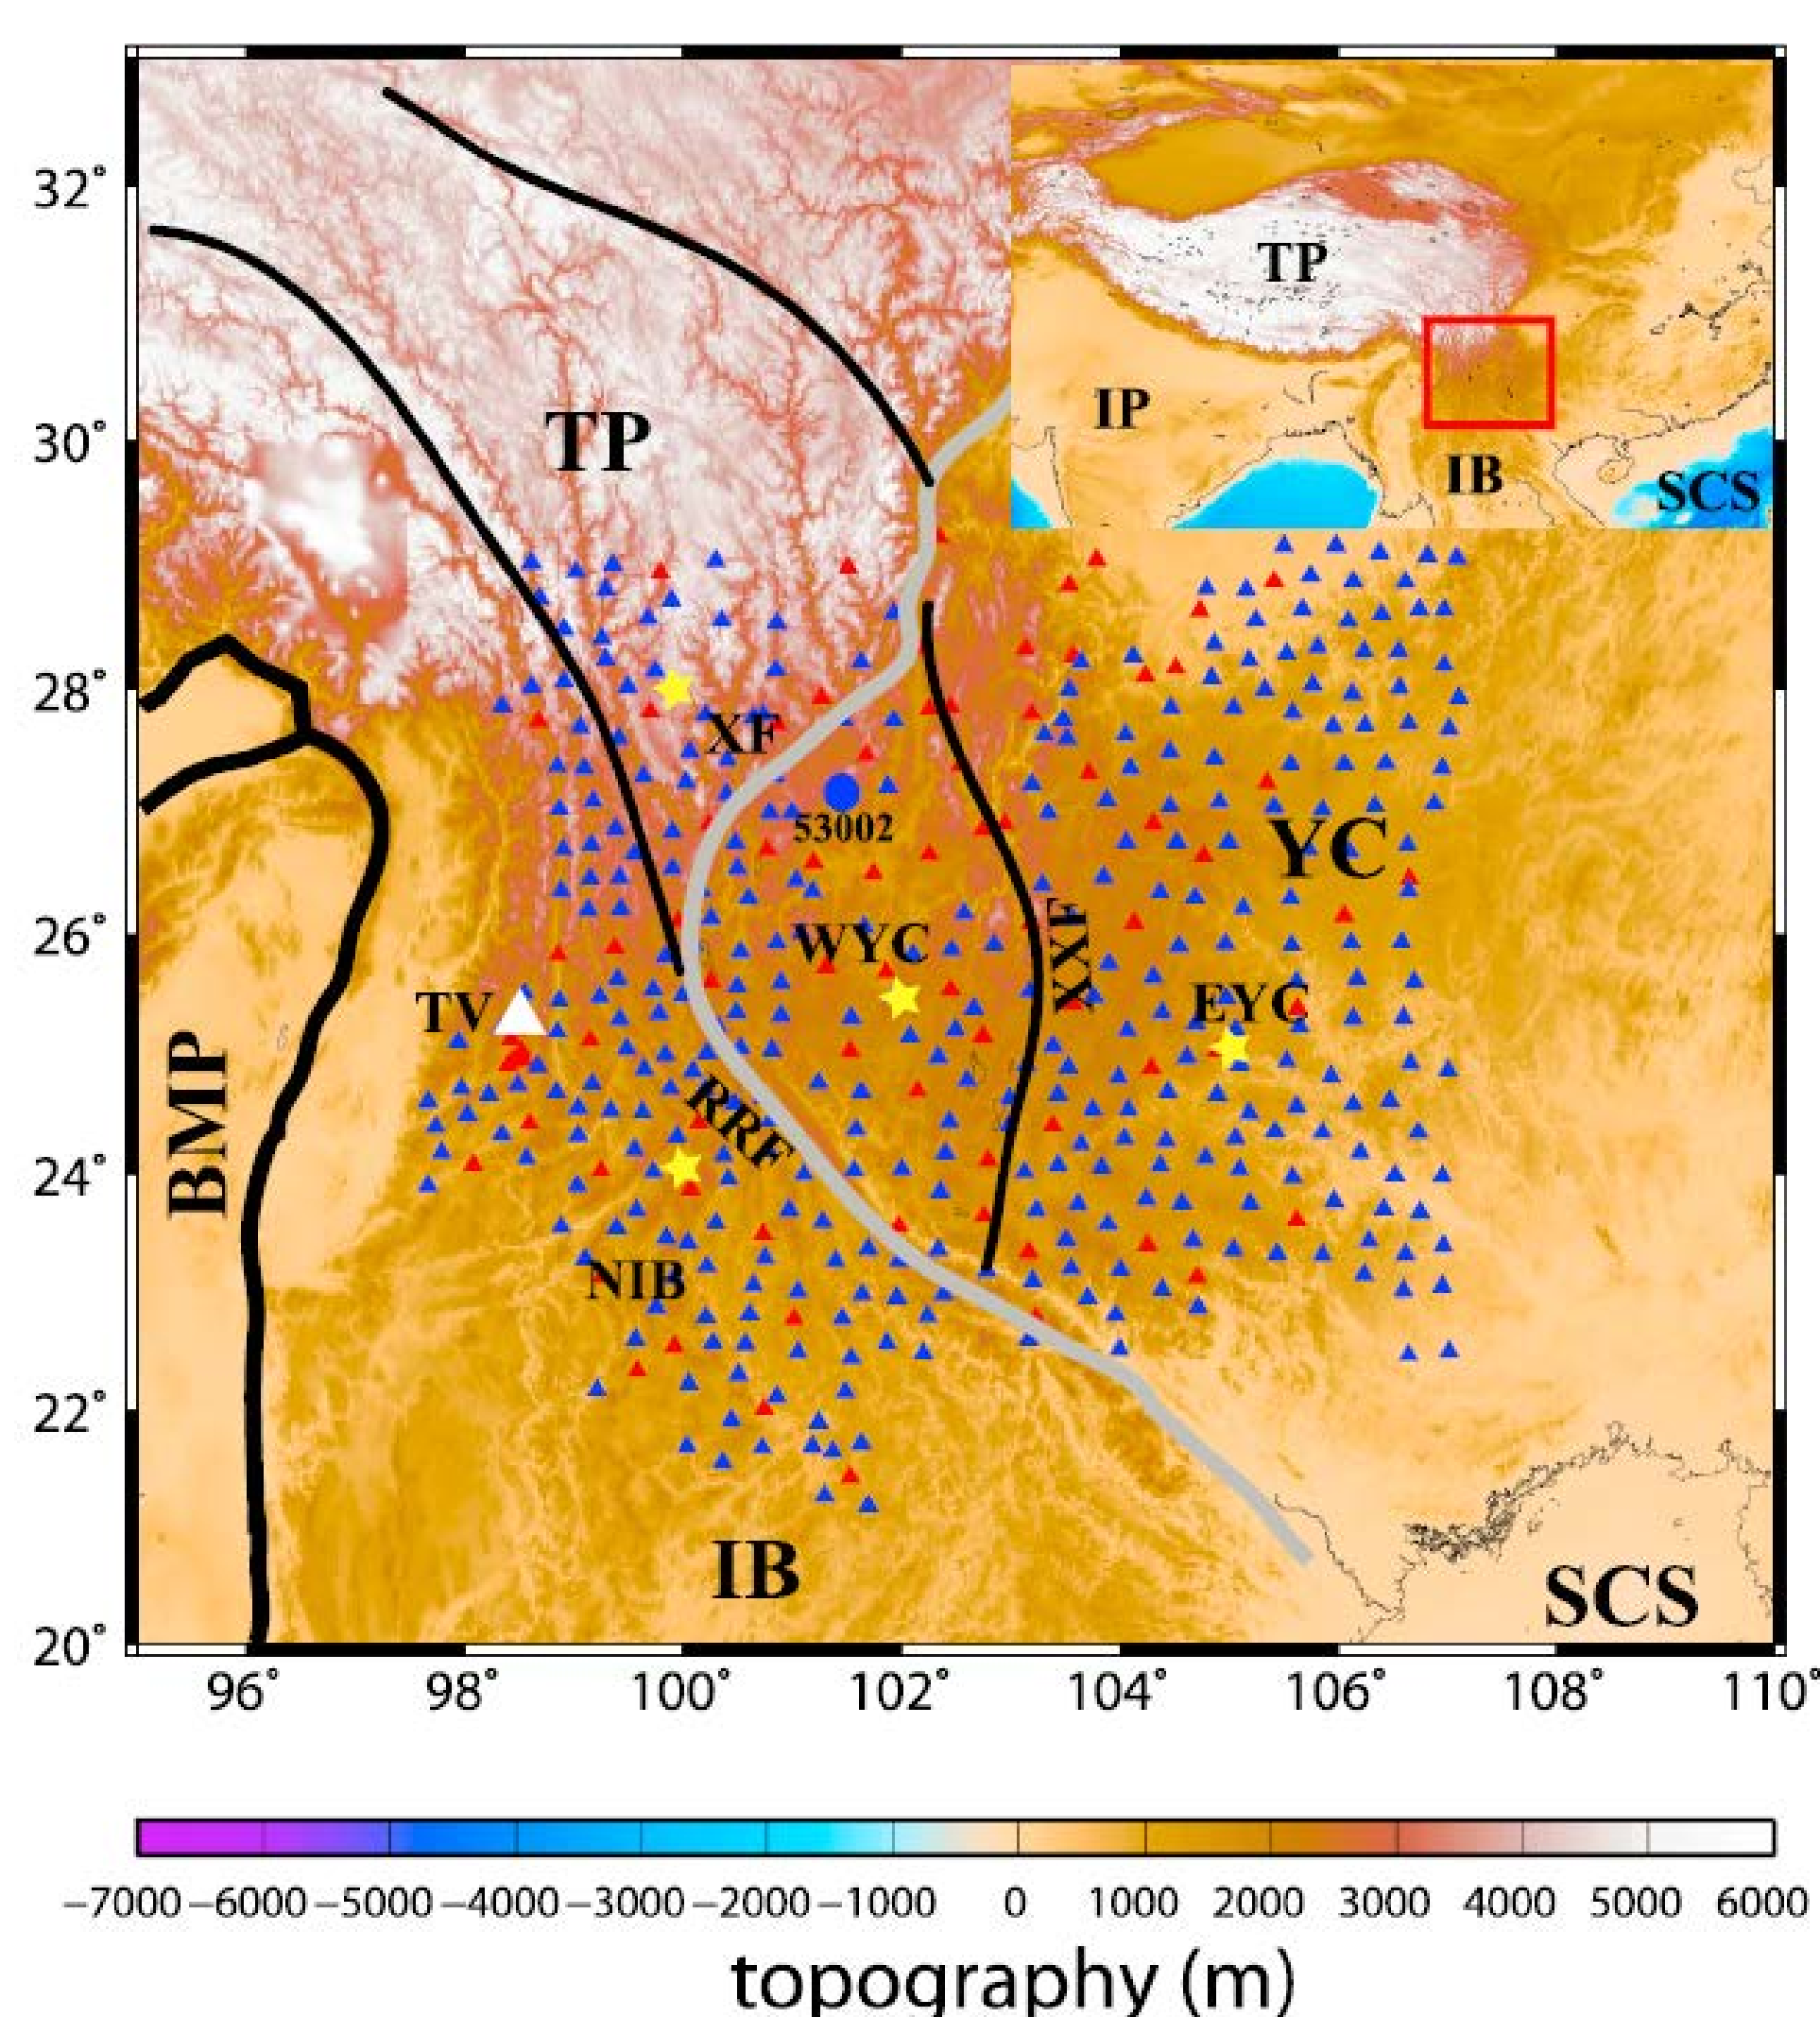 32°
30°
28°
26°
24°
22°
20°
TP
IP
IB
SCS
TP
XF
53002
YC
WYC
XXF
TV
EYC
BMP
RRF
NIB
IB
SCS
96° 98° 100° 102° 104° 106° 108° 110°
−7000 −6000 −5000 −4000 −3000 −2000 −1000 0 1000 2000 3000 4000 5000 6000
topography (m)